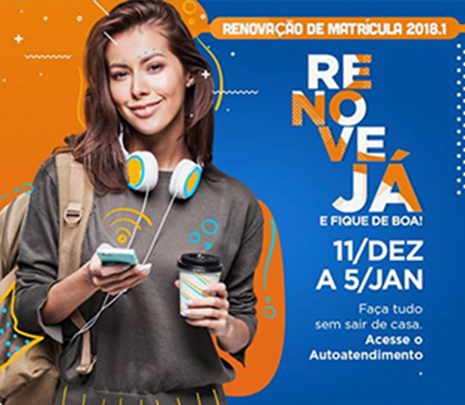 RENOVAÇÃO DE MATRÍCULA 2018.1
RE
NO
VE
JÁ
E FIQUE DE BOA!
11/DEZ
A 5/JAN
Faça tudo
sem sair de casa.
Acesse o
Autoatendimento